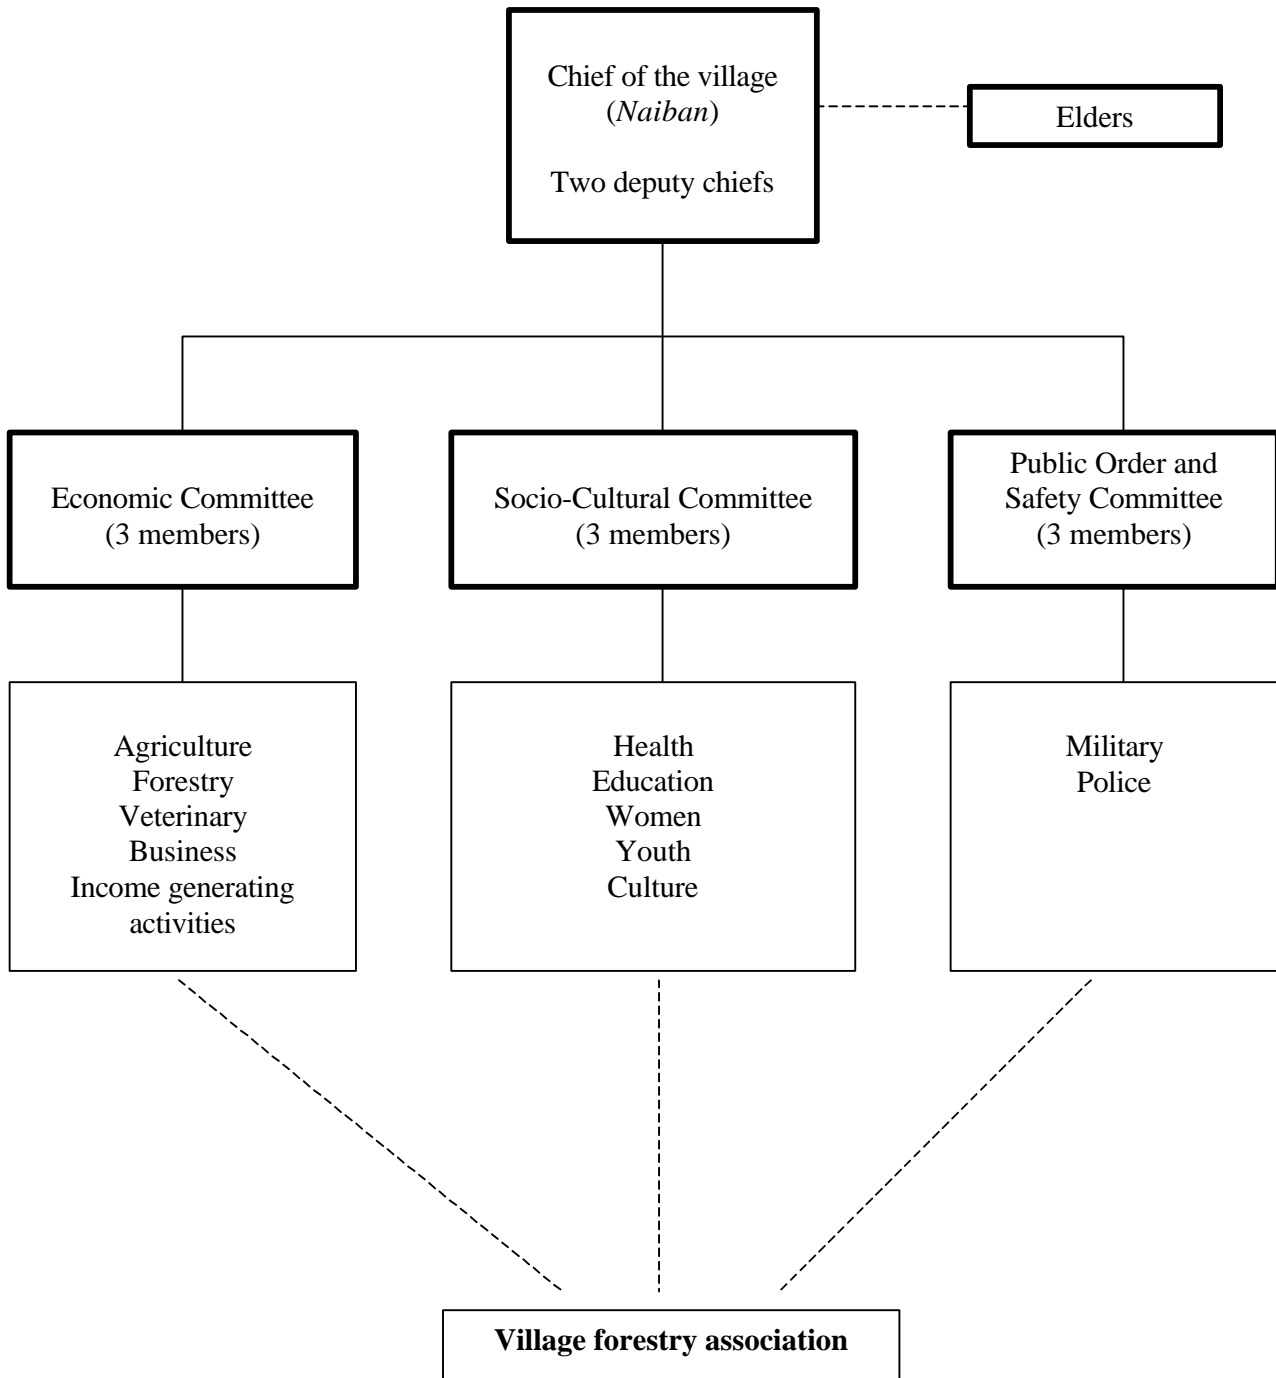 Chief of the village
(Naiban)
Two deputy chiefs
Elders
Economic Committee
(3 members)
Socio-Cultural Committee
(3 members)
Public Order and
Safety Committee
(3 members)
Agriculture
Forestry
Veterinary
Business
Income generating
activities
Health
Education
Women
Youth
Culture
Military
Police
Village forestry association